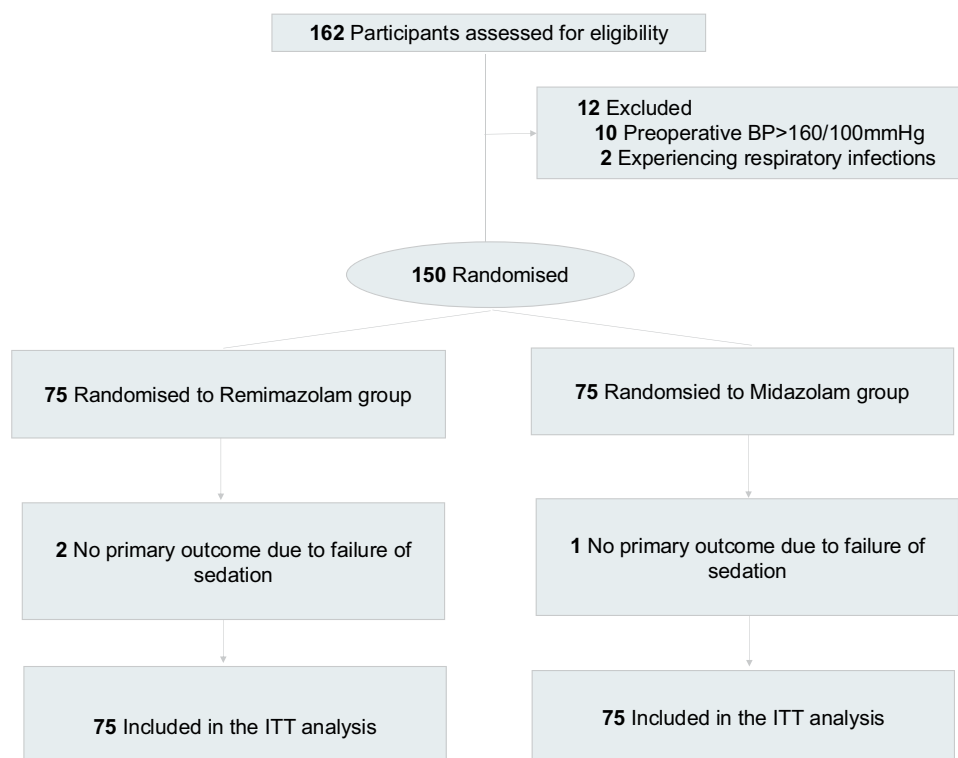 162 Participants assessed for eligibility
12 Excluded
10 Preoperative BP>160/100mmHg
2 Experiencing respiratory infections
150 Randomised
75 Randomised to Remimazolam group
75 Randomsied to Midazolam group
2 No primary outcome due to failure of
sedation
1 No primary outcome due to failure of
sedation
75 Included in the ITT analysis
75 Included in the ITT analysis